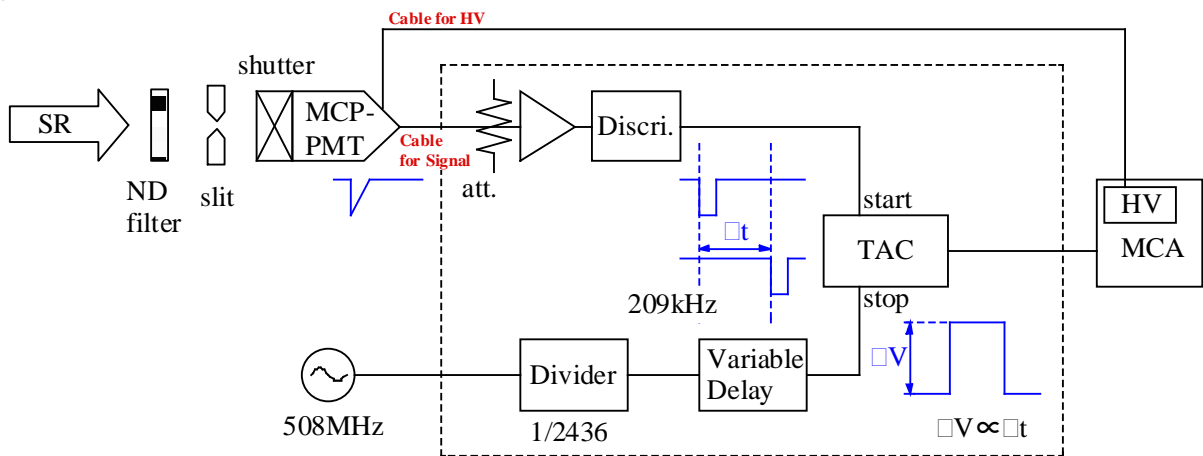 Cable for HV
shutter
SR
MCP-
PMT
Discri.
Cable
for Signal
ND
filter
slit
att.
□t
start
TAC
stop
HV
MCA
209kHz
508MHz
Divider
1/2436
Variable
Delay
□V
□V∝□t